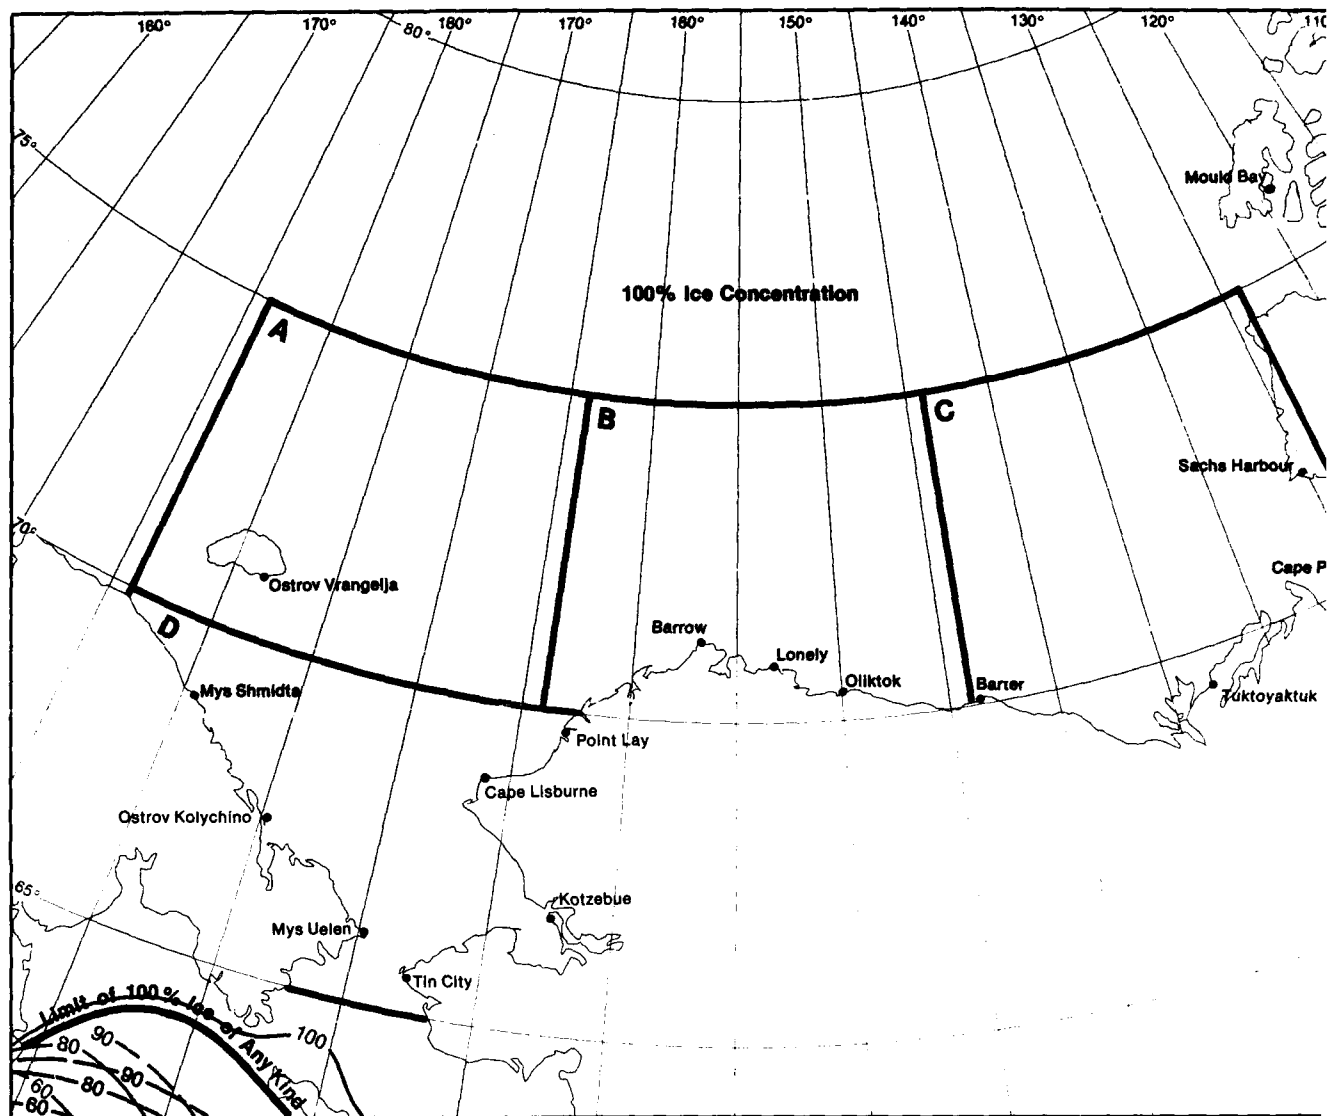 160° 170° 80° 170° 180° 150° 140° 130° 120° 110
75°
Mould Bay
100% Ice Concentration
A
B
C
Sachs Harbour
70°
Ostrov Vrangelja
Cape P
D
Barrow
Lonely
Mys Shmidta
Oliktok
Barter
Tuktoyaktuk
Point Lay
Cape Lisburne
Ostrov Kolychino
65°
Kotzebue
Mys Uelen
Tin City
Limit of 100% Ice of Any Kind
100
90
80
90
80
60
60